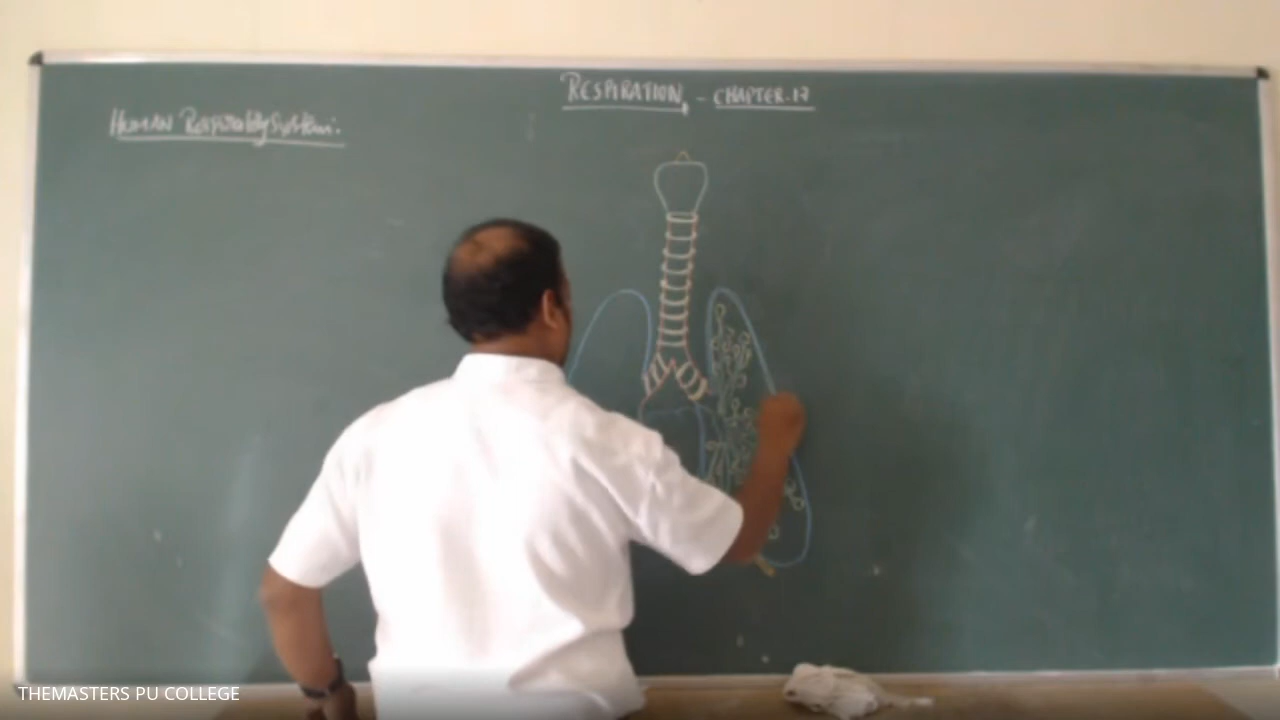 RESPIRATION, - CHAPTER.17
HUMAN Respiratory System:
THEMASTERS PU COLLEGE